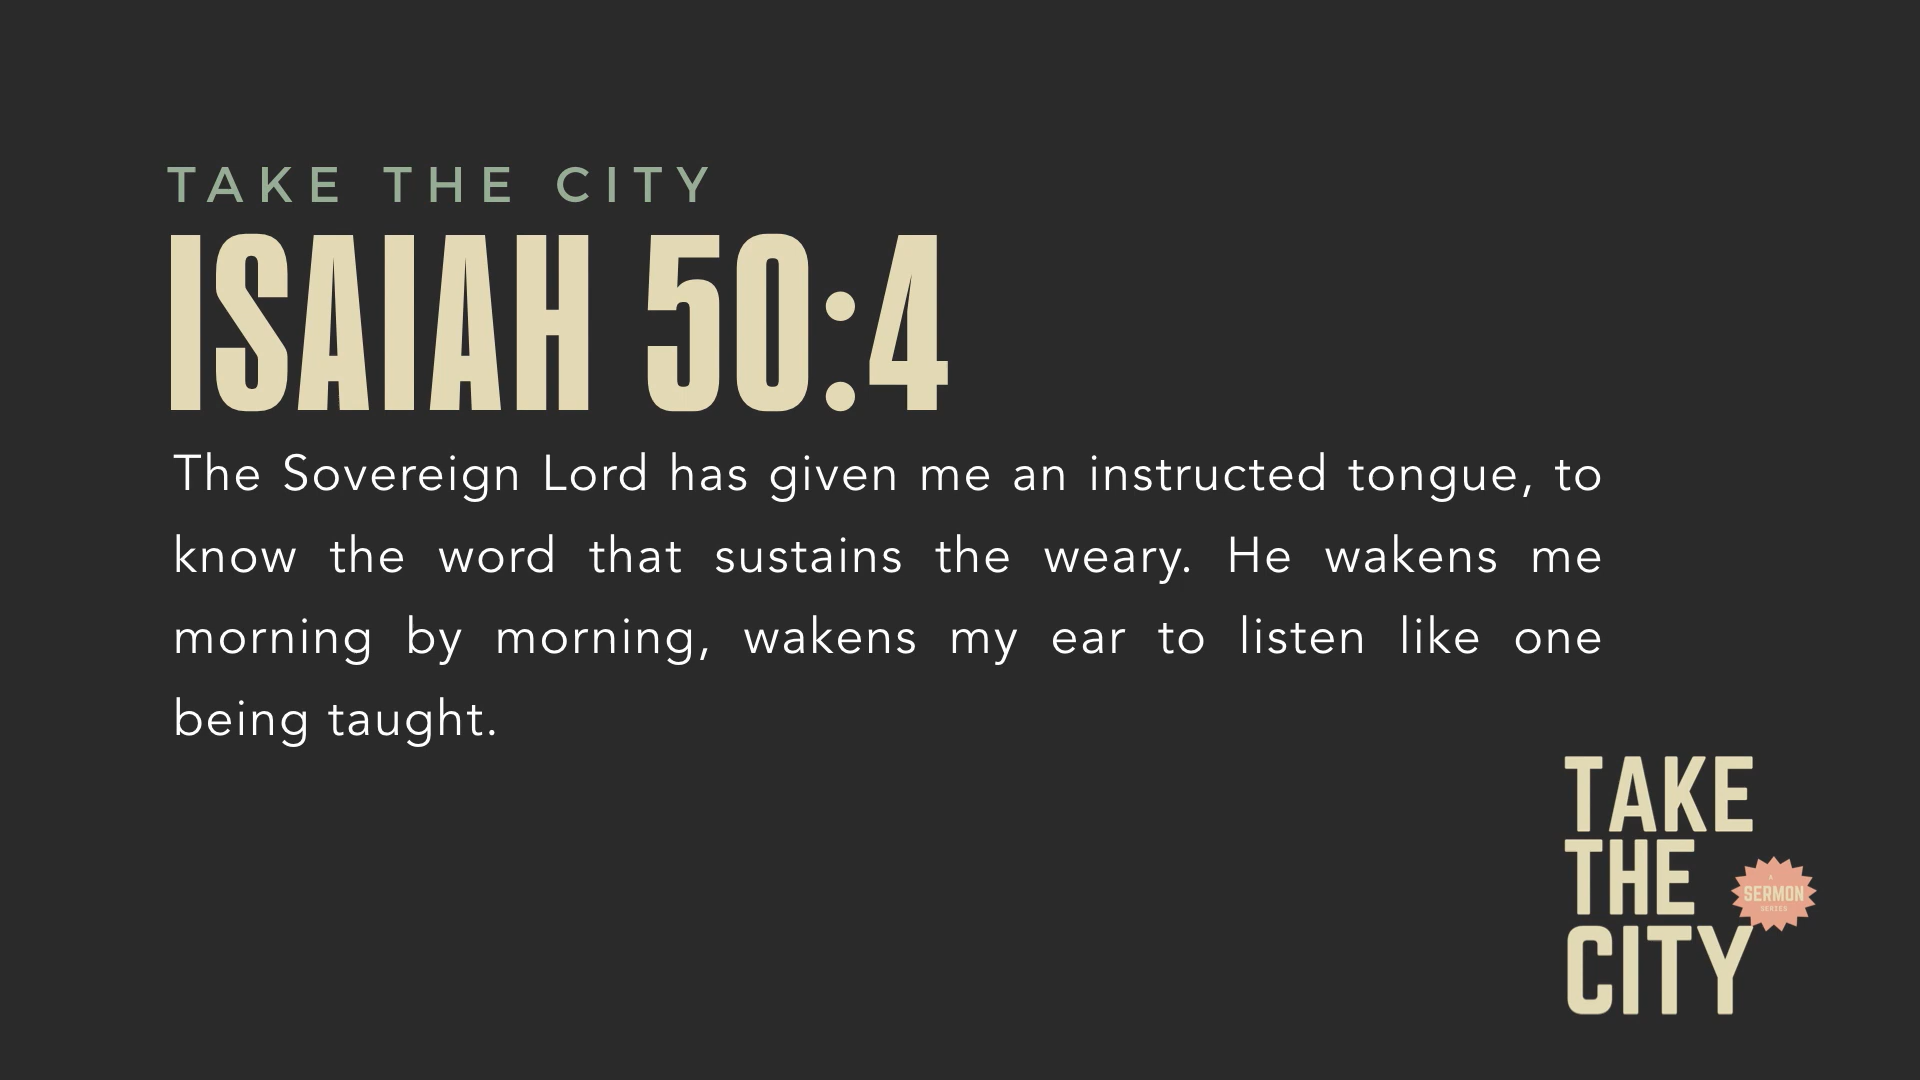 TAKE THE CITY
ISAIAH 50:4
The Sovereign Lord has given me an instructed tongue, to
know the word that sustains the weary. He wakens me
morning by morning, wakens my ear to listen like one
being taught.
TAKE
THE
CITY
A
SERMON
SERIES